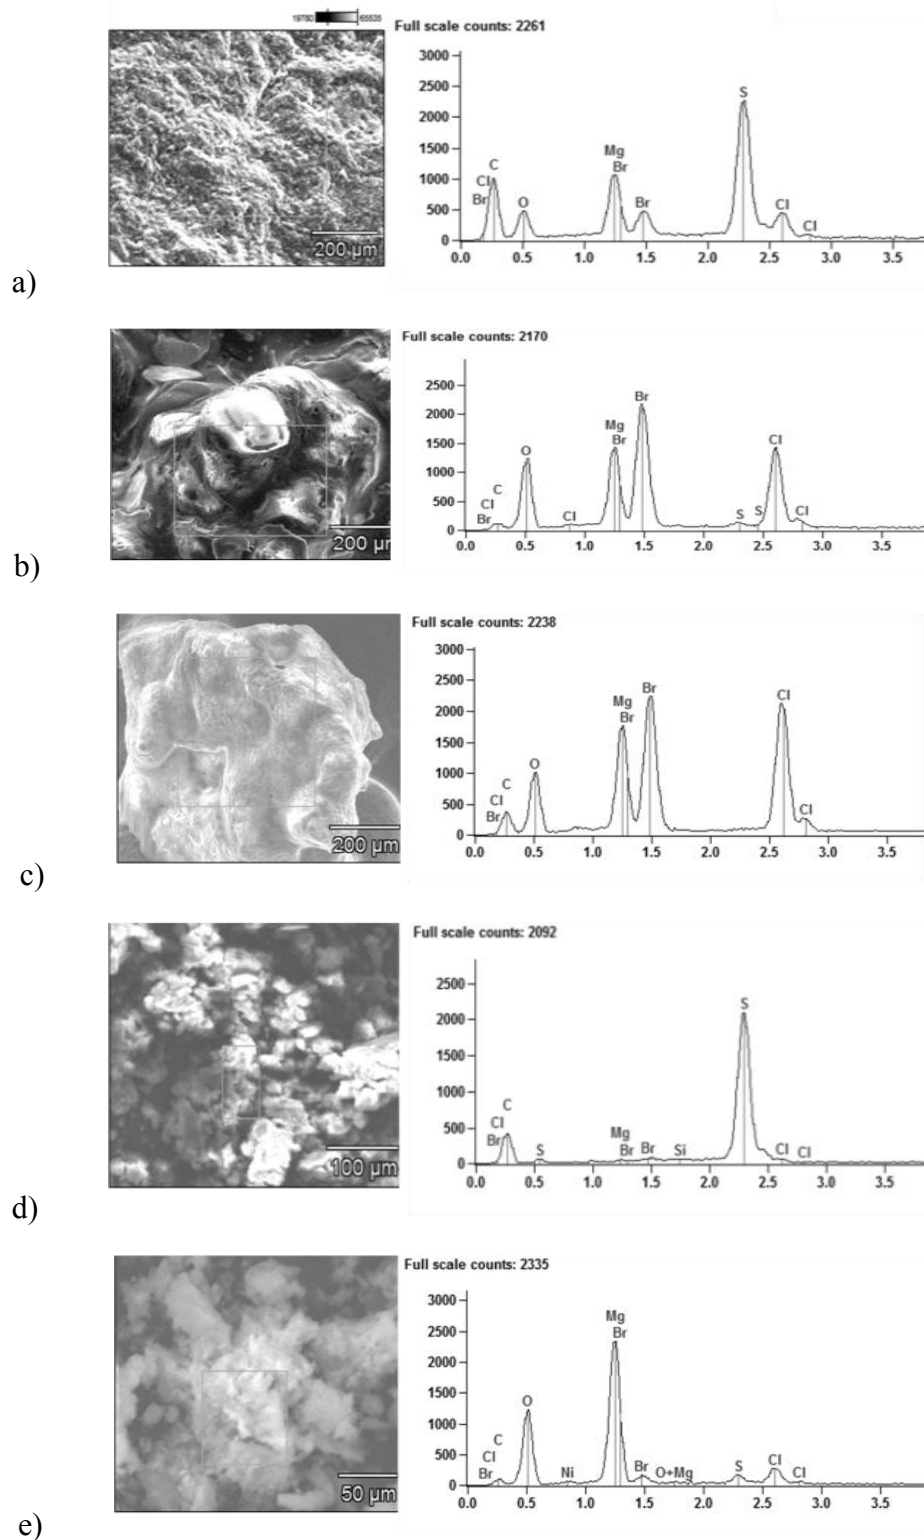 19780 65535
Full scale counts: 2261
3000
2500
2000
1500
1000
500
0
S
C
Cl
Br
O
Mg
Br
Br
Cl
Cl
200 µm
0.0 0.5 1.0 1.5 2.0 2.5 3.0 3.5
a)
Full scale counts: 2170
2500
2000
1500
1000
500
0
Br
Mg
Br
O
C
Cl
Br
Cl
S
S
Cl
Cl
200 µm
0.0 0.5 1.0 1.5 2.0 2.5 3.0 3.5
b)
Full scale counts: 2238
3000
2500
2000
1500
1000
500
0
Br
Mg
Br
Cl
O
C
Cl
Br
Cl
200 µm
0.0 0.5 1.0 1.5 2.0 2.5 3.0 3.5
c)
Full scale counts: 2092
2500
2000
1500
1000
500
0
S
C
Cl
Br
S
Mg
Br
Br
Si
Cl
Cl
100 µm
0.0 0.5 1.0 1.5 2.0 2.5 3.0 3.5
d)
Full scale counts: 2335
3000
2500
2000
1500
1000
500
0
Mg
Br
O
C
Cl
Br
Ni
Br
O+Mg
S
Cl
Cl
50 µm
0.0 0.5 1.0 1.5 2.0 2.5 3.0 3.5
e)